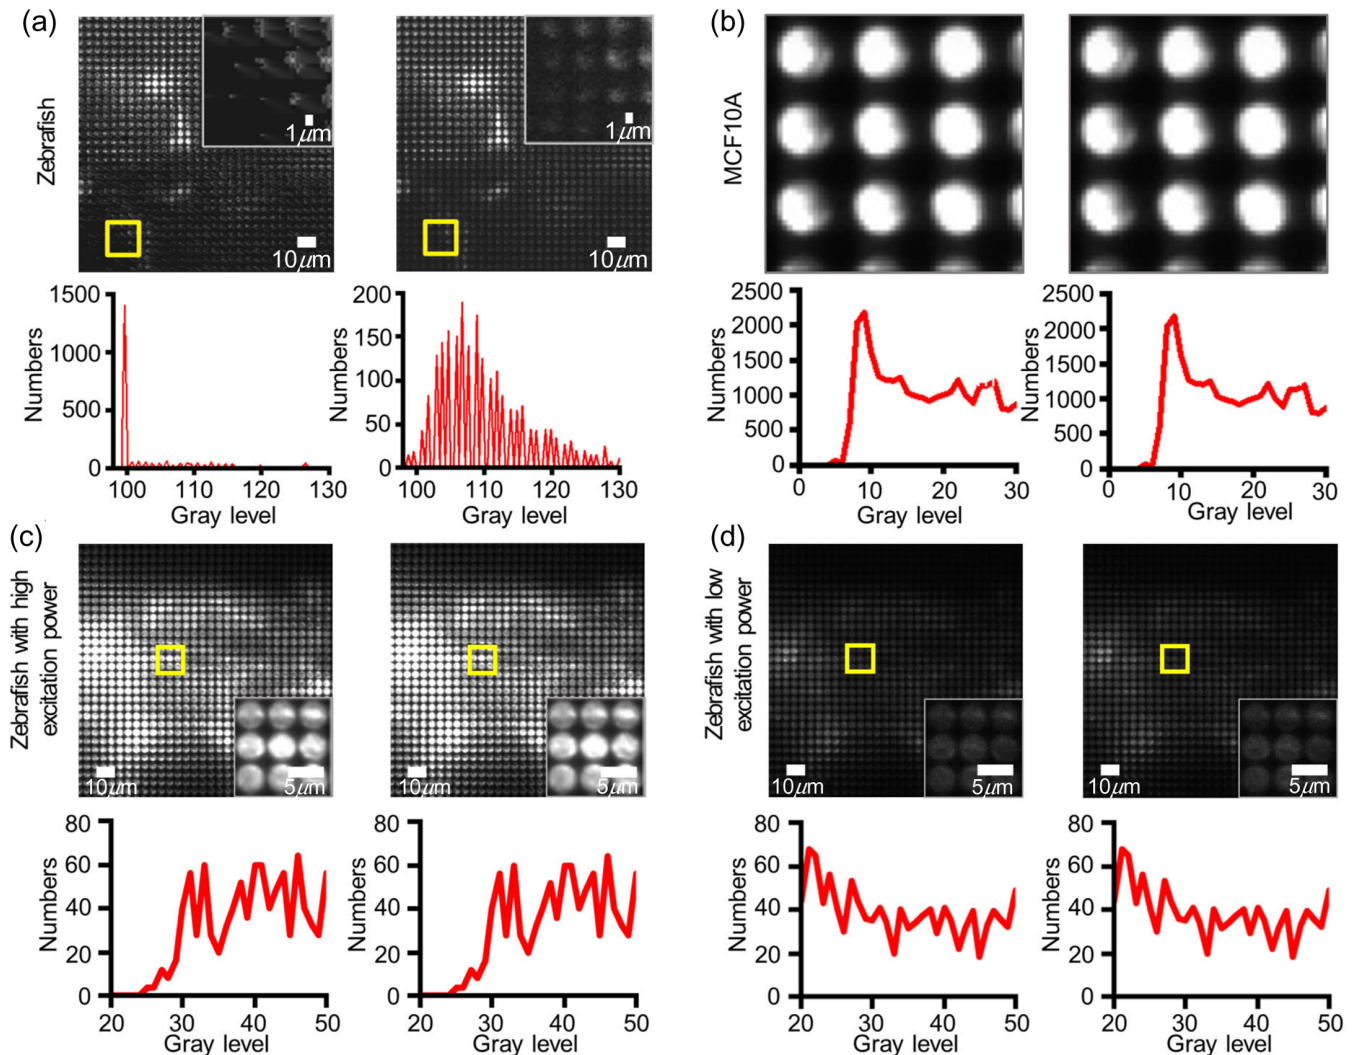 (a)
Zebrafish
1μm
10μm
1μm
10μm
Numbers
1500
1000
500
0
100 110 120 130
Gray level
Numbers
200
150
100
50
0
100 110 120 130
Gray level
(b)
MCF10A
Numbers
2500
2000
1500
1000
500
0
0 10 20 30
Gray level
Numbers
2500
2000
1500
1000
500
0
0 10 20 30
Gray level
(c)
Zebrafish with high
excitation power
10μm
5μm
10μm
5μm
Numbers
80
60
40
20
0
20 30 40 50
Gray level
Numbers
80
60
40
20
0
20 30 40 50
Gray level
(d)
Zebrafish with low
excitation power
10μm
5μm
10μm
5μm
Numbers
80
60
40
20
0
20 30 40 50
Gray level
Numbers
80
60
40
20
0
20 30 40 50
Gray level